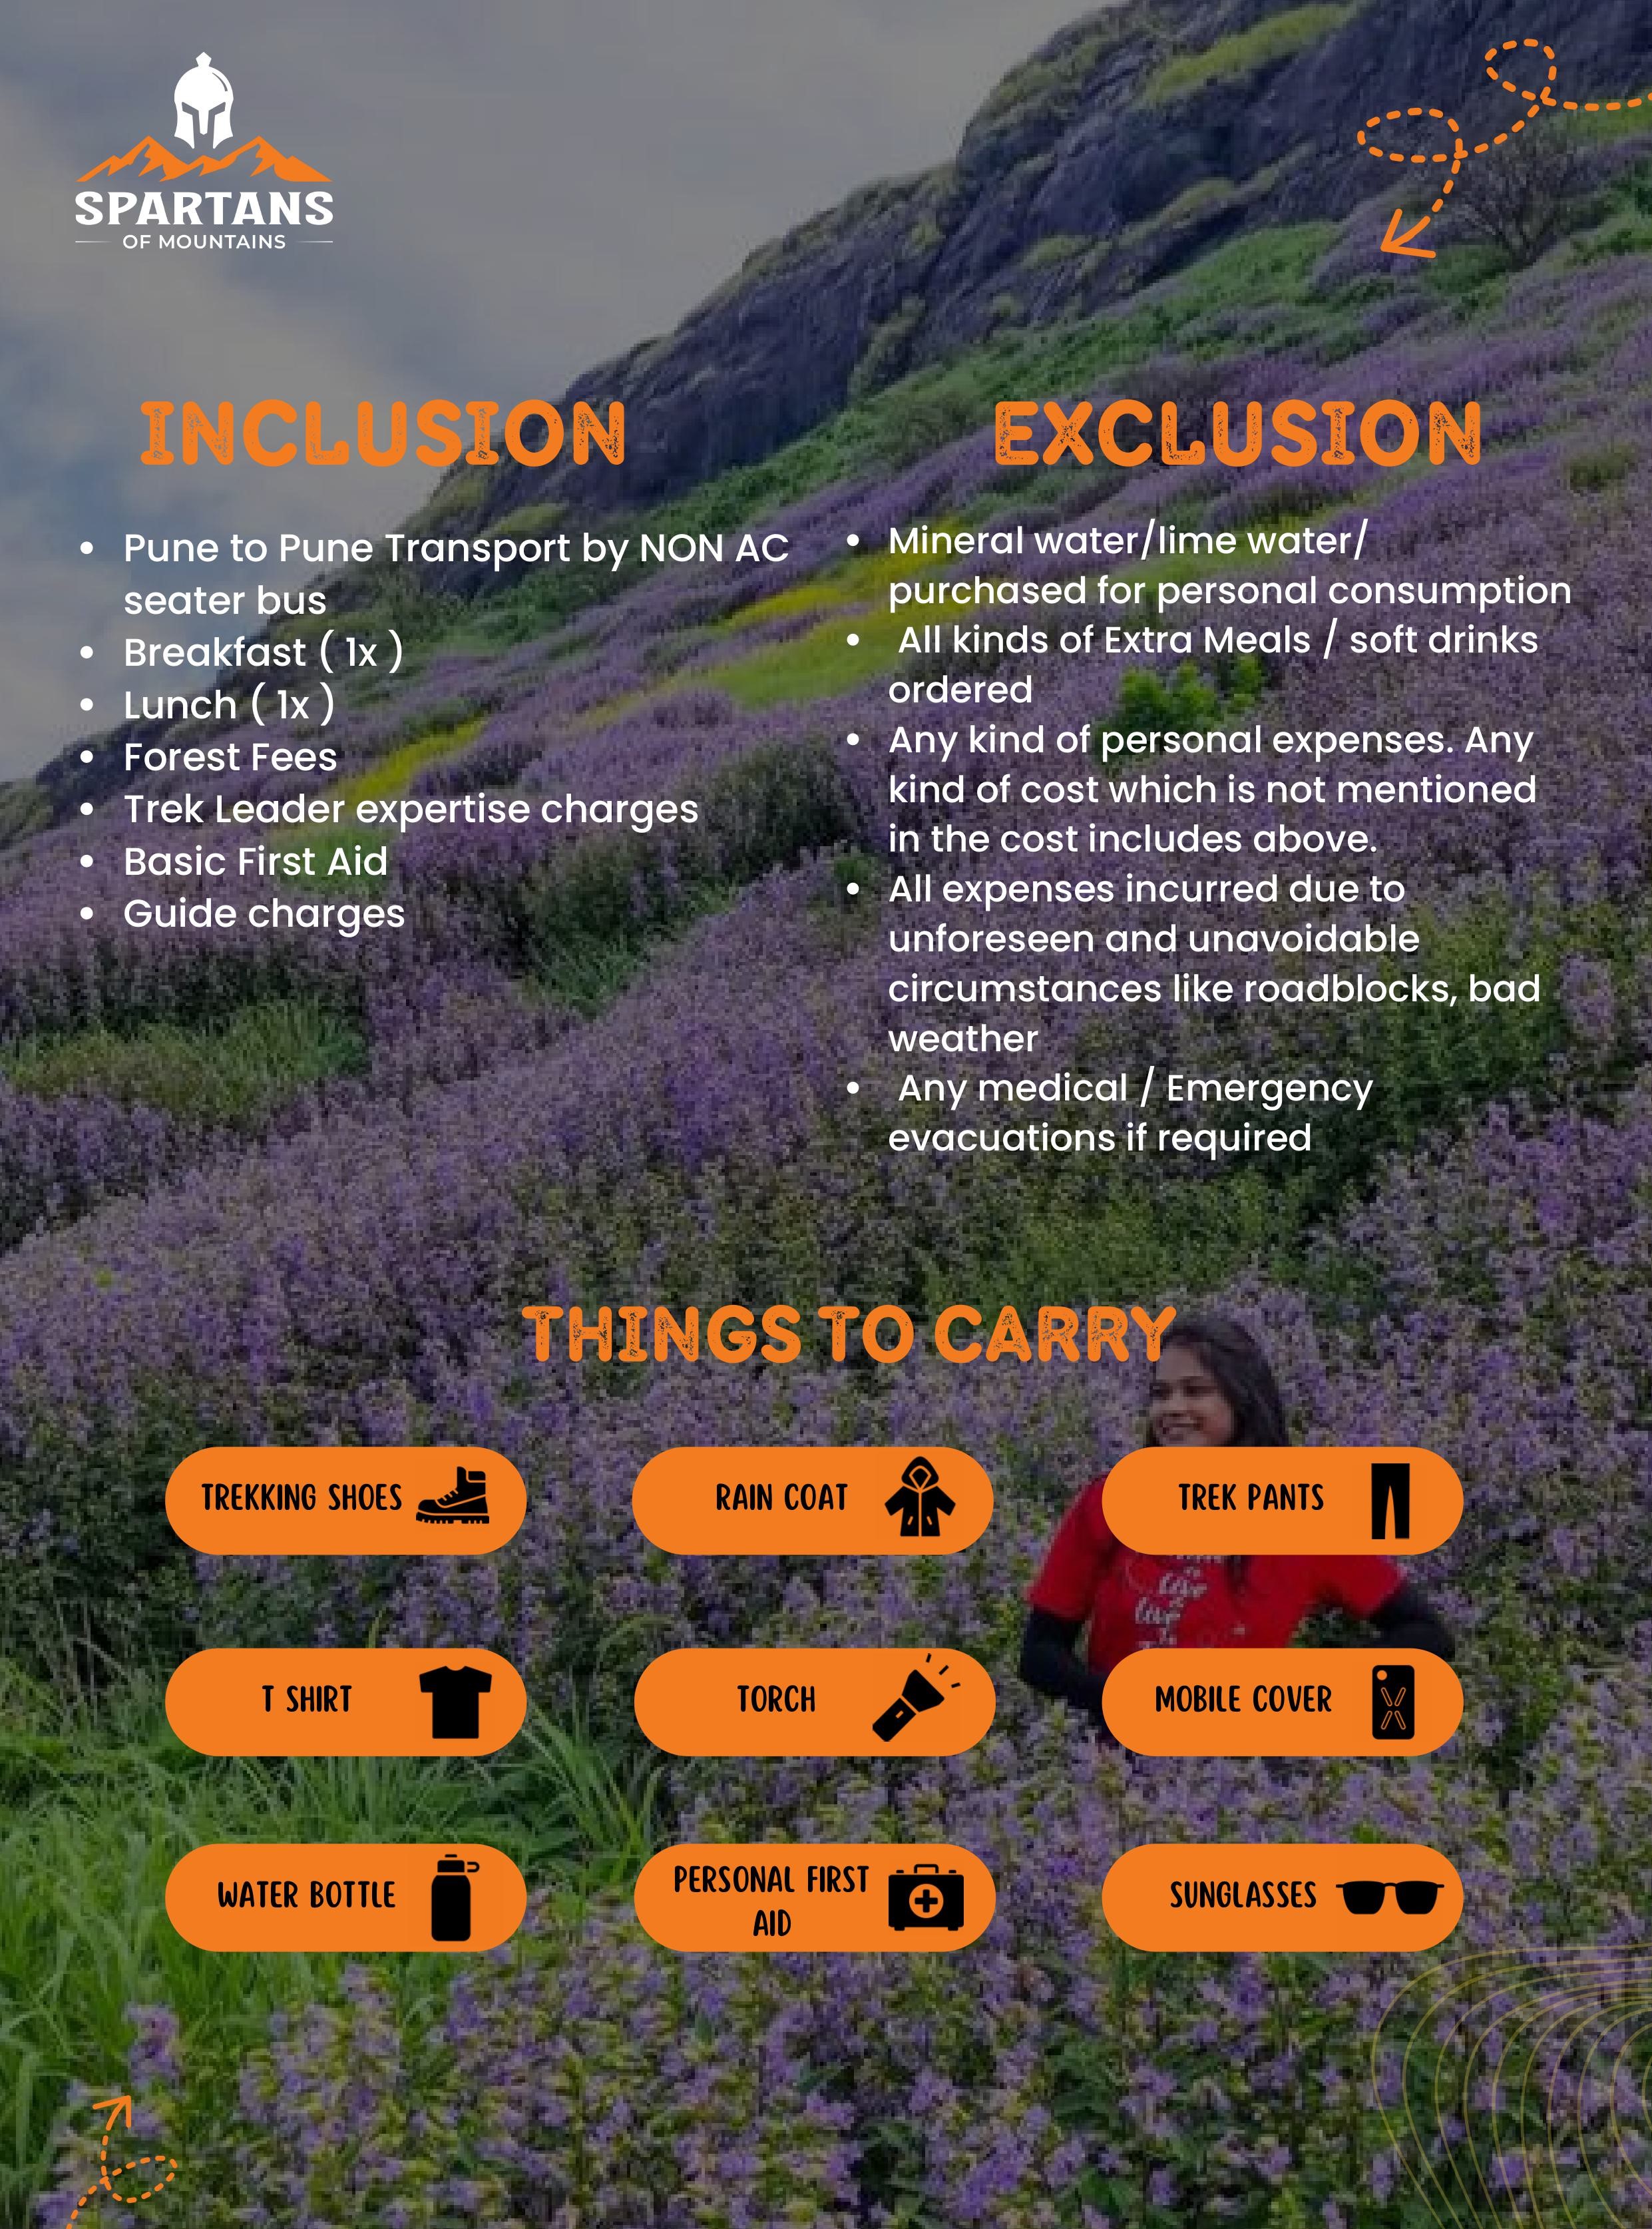 SPARTANS
OF MOUNTAINS
INCLUSION
• Pune to Pune Transport by NON AC
seater bus
• Breakfast ( 1x )
• Lunch ( 1x )
• Forest Fees
• Trek Leader expertise charges
• Basic First Aid
• Guide charges
EXCLUSION
• Mineral water/lime water/
purchased for personal consumption
• All kinds of Extra Meals / soft drinks
ordered
• Any kind of personal expenses. Any
kind of cost which is not mentioned
in the cost includes above.
• All expenses incurred due to
unforeseen and unavoidable
circumstances like roadblocks, bad
weather
• Any medical / Emergency
evacuations if required
THINGS TO CARRY
TREKKING SHOES
RAIN COAT
TREK PANTS
live
T SHIRT
TORCH
MOBILE COVER
WATER BOTTLE
PERSONAL FIRST
AID
SUNGLASSES